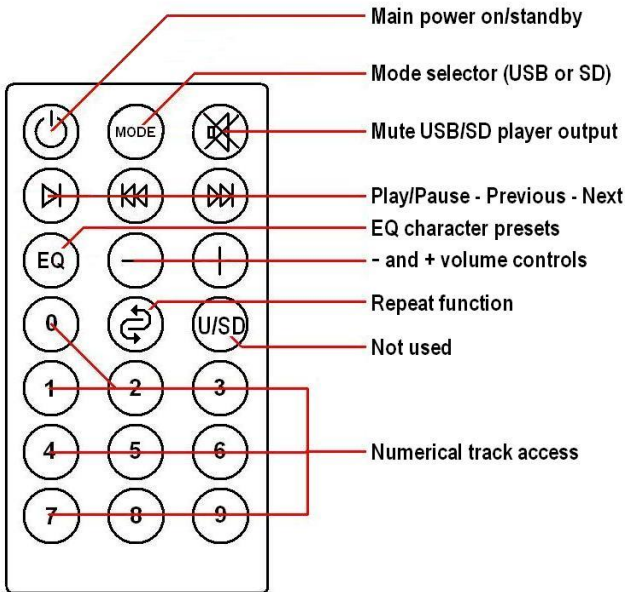 Main power on/standby
Mode selector (USB or SD)
MODE
Mute USB/SD player output
Play/Pause - Previous - Next
EQ character presets
EQ
- and + volume controls
Repeat function
0
U/SD
Not used
1 2 3
4 5 6
Numerical track access
7 8 9